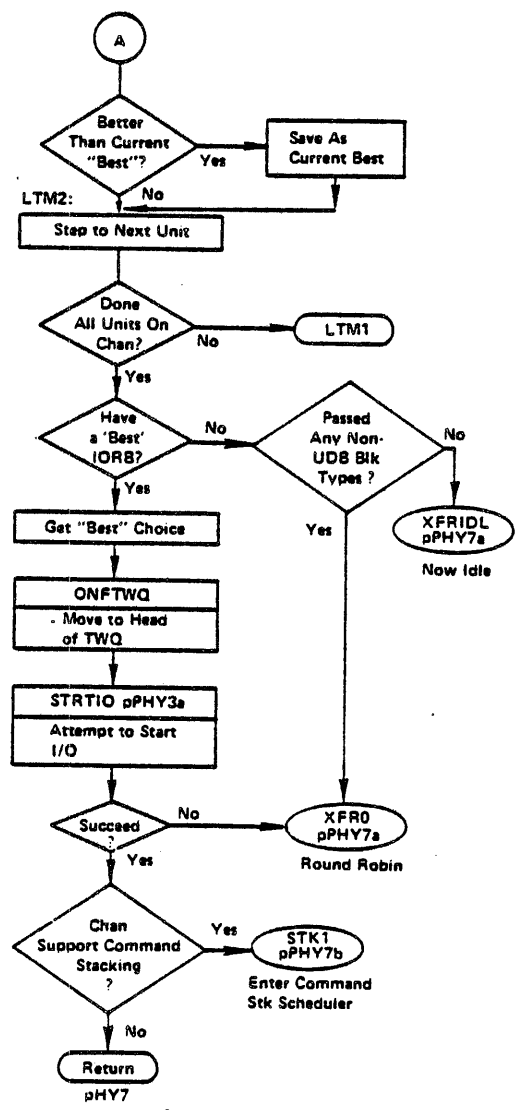 A
Better
Than Current
"Best"?
Yes
Save As
Current Best
No
LTM2:
Step to Next Unit
Done
All Units On
Chan?
No
LTM1
Yes
Have
a 'Best'
IORB?
No
Passed
Any Non-
UDB Blk
Types ?
No
Yes
Yes
XFRIDL
pPHY7a
Now Idle
Get "Best" Choice
ONFTWQ
Move to Head
of TWQ
STRTIO pPHY3a
Attempt to Start
I/O
Succeed
?
No
XFR0
pPHY7a
Round Robin
Yes
Chan
Support Command
Stacking
?
Yes
STK1
pPHY7b
Enter Command
Stk Scheduler
No
Return
pHY7